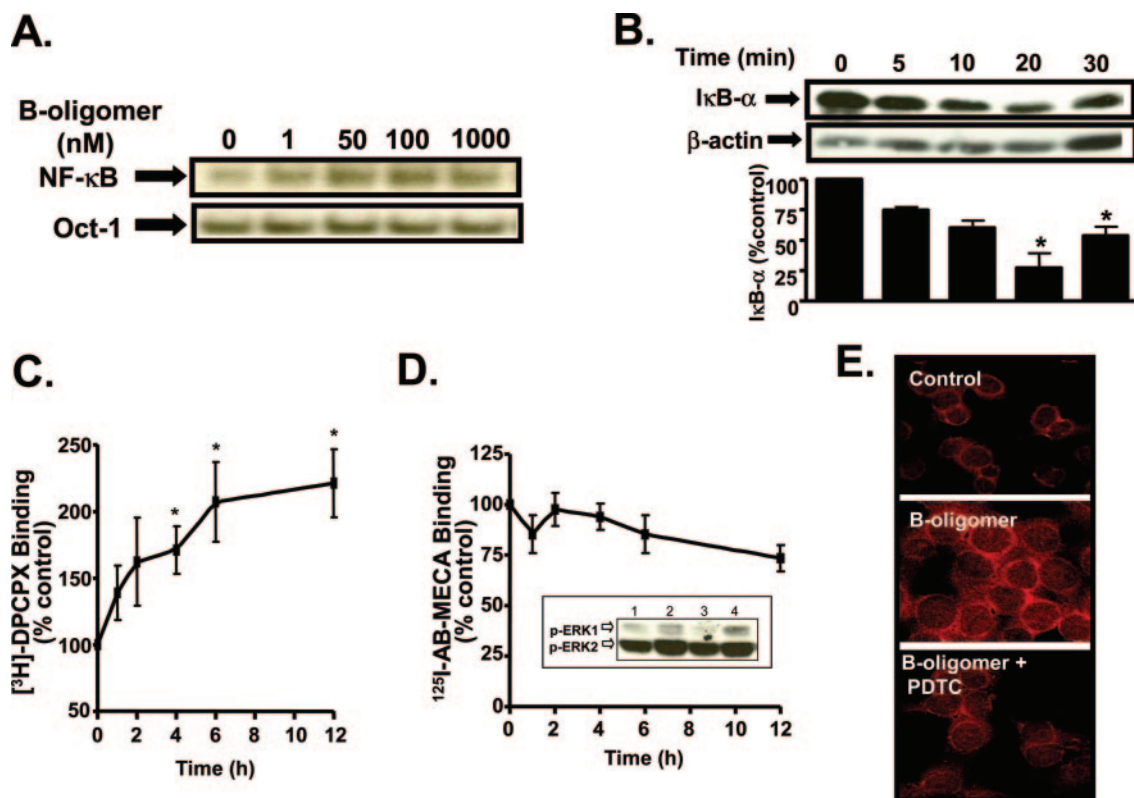 A.
B-oligomer
(nM)
0 1 50 100 1000
NF-κB
Oct-1
B.
Time (min) 0 5 10 20 30
IκB-α
β-actin
IκB-α (%control)
100
75
50
25
0
* *
C.
[³H]-DPCPX Binding
(% control)
250
200
150
100
50
* * *
0 2 4 6 8 10 12
Time (h)
D.
¹²⁵I-AB-MECA Binding
(% control)
125
100
75
50
25
0
1 2 3 4
p-ERK1
p-ERK2
0 2 4 6 8 10 12
Time (h)
E.
Control
B-oligomer
B-oligomer +
PDTC